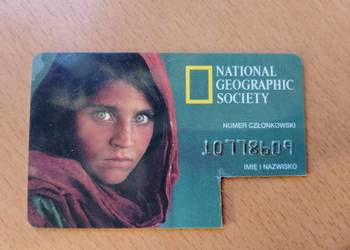 NATIONAL
GEOGRAPHIC
SOCIETY
NUMER CZŁONKOWSKI
IMIĘ I NAZWISKO